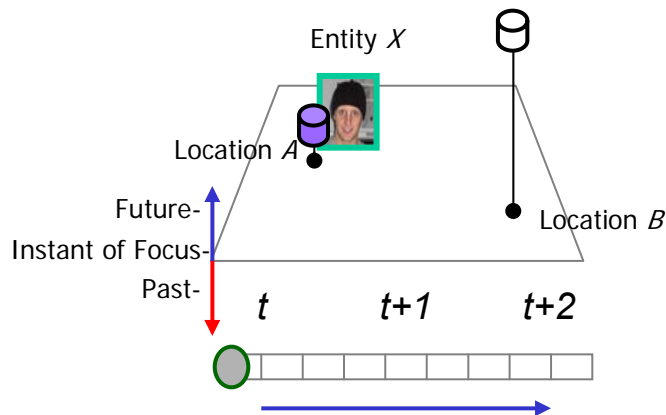 Entity X
Location A
Future-
Location B
Instant of Focus-
Past-
t
t+1
t+2